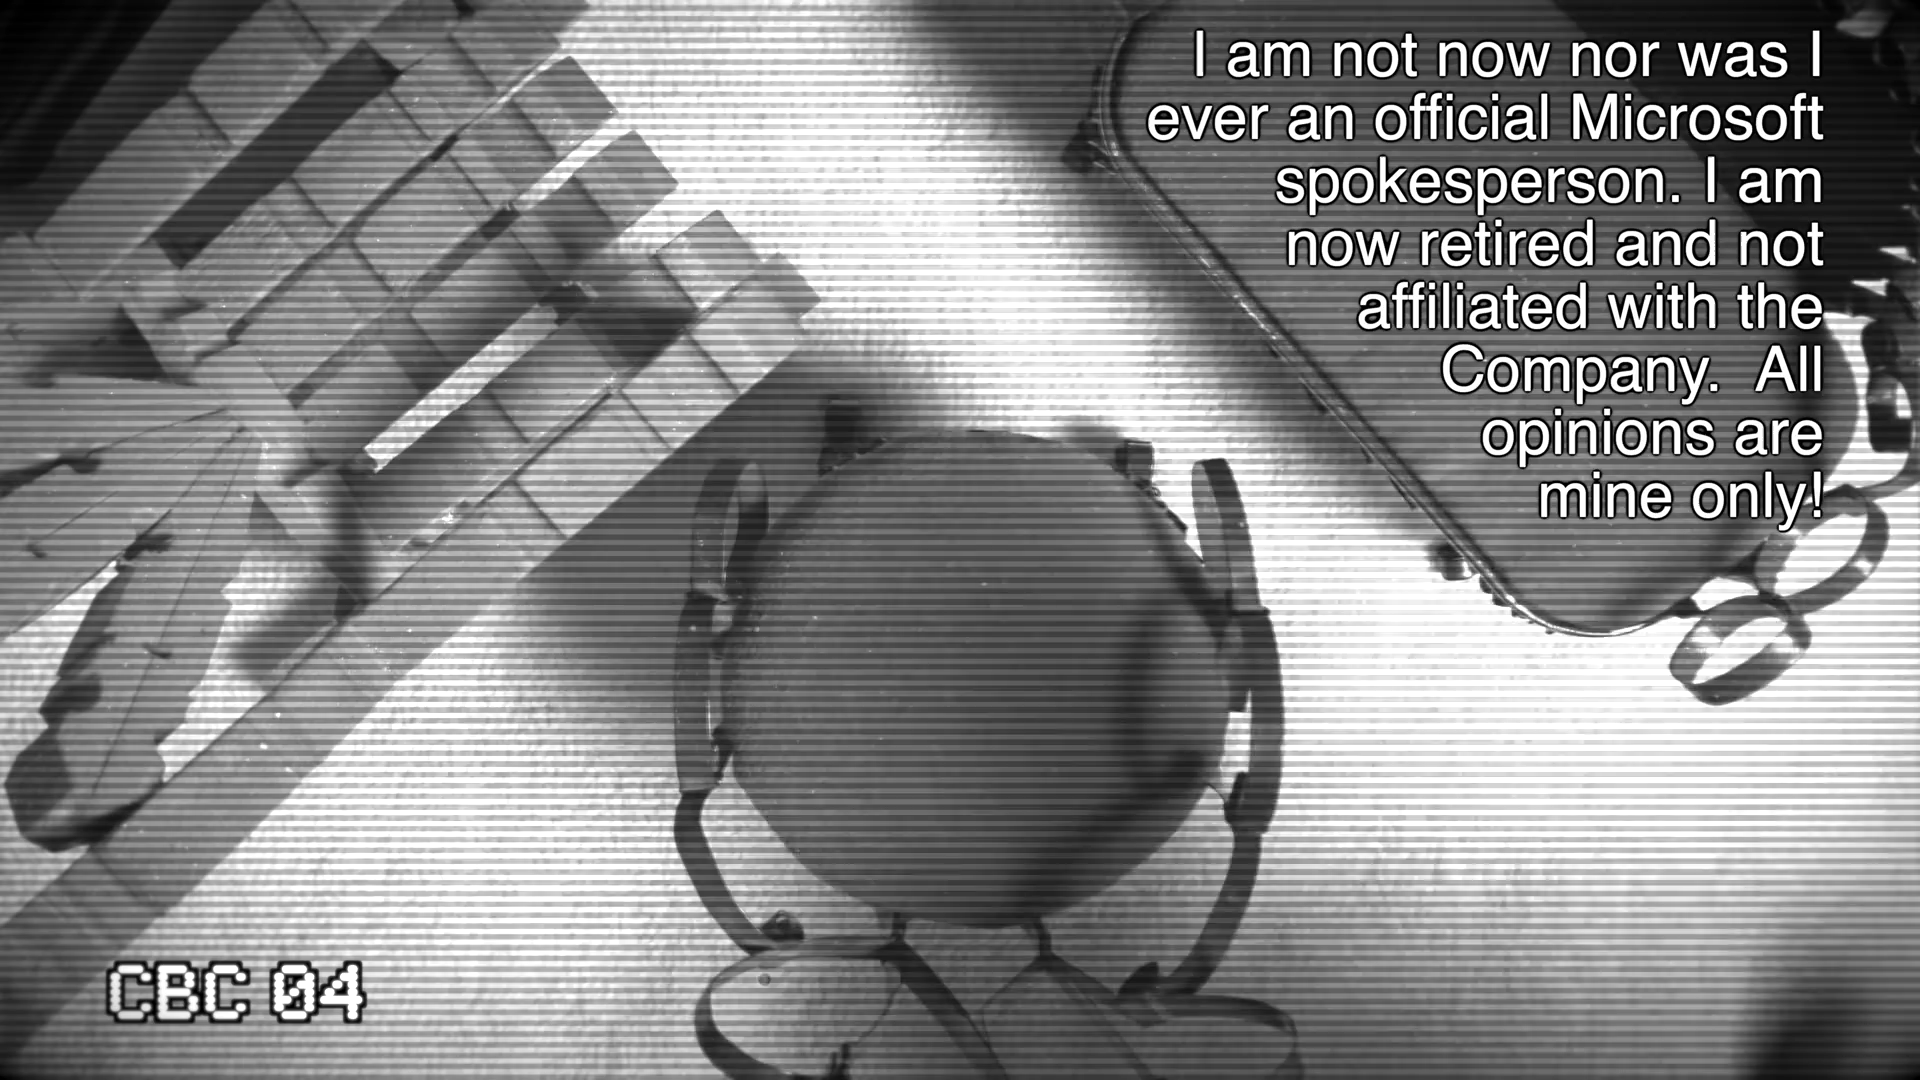 I am not now nor was I
ever an official Microsoft
spokesperson. I am
now retired and not
affiliated with the
Company.  All
opinions are
mine only!
CBC 04